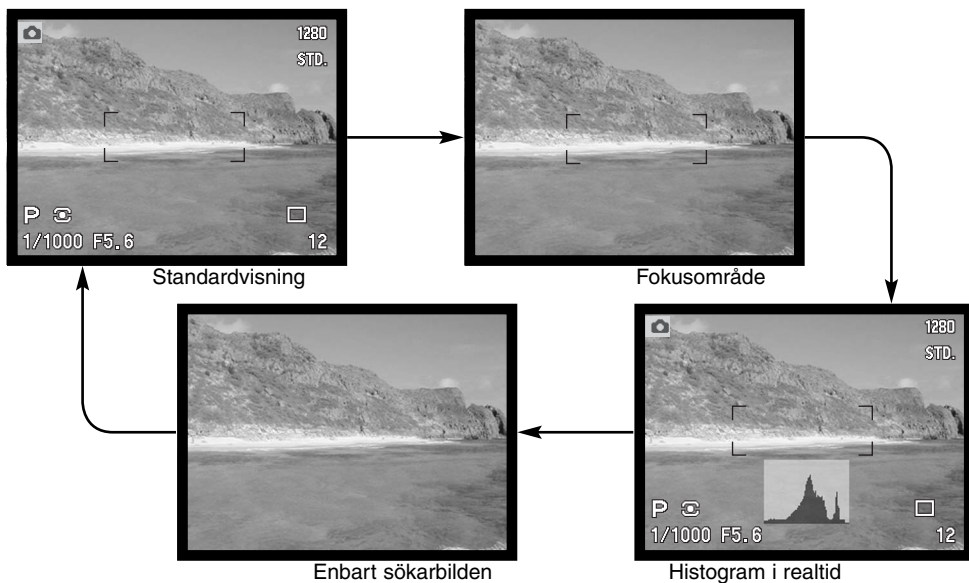 1280
STD.
P
1/1000 F5.6
12
Standardvisning
Fokusområde
1280
STD.
P
1/1000 F5.6
12
Enbart sökarbilden
Histogram i realtid